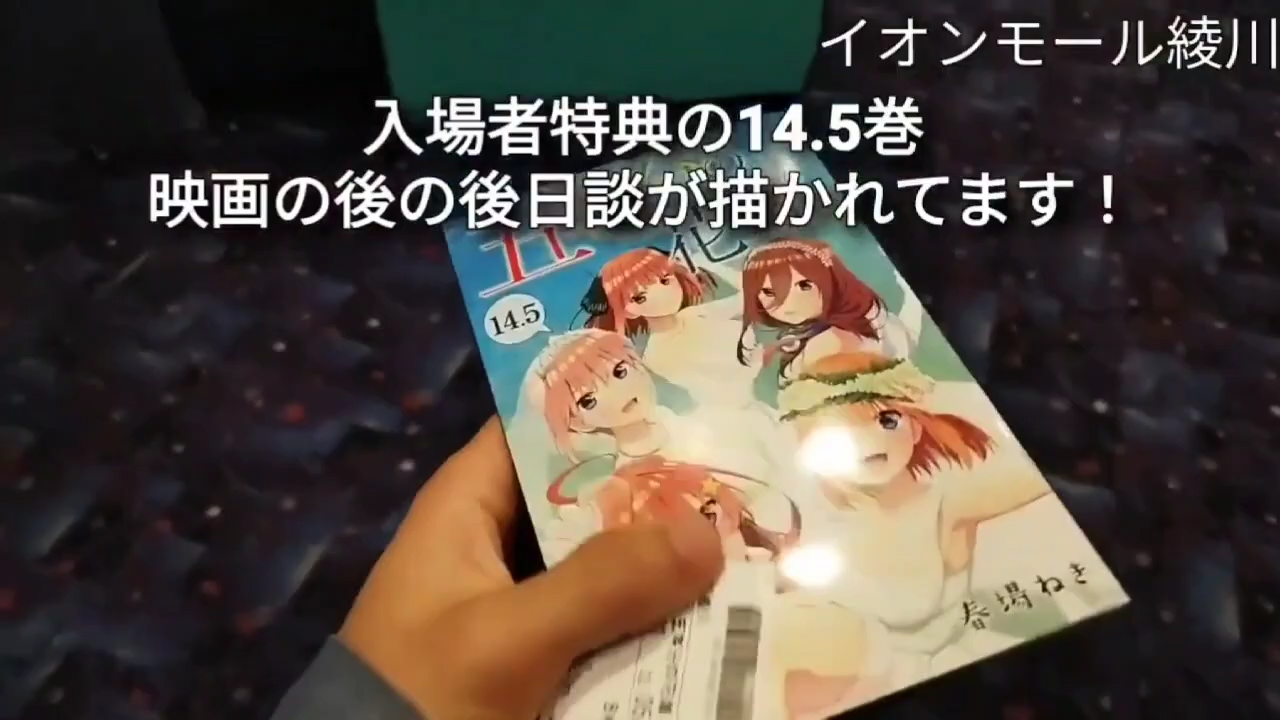 イオンモール綾川
入場者特典の14.5巻
映画の後の後日談が描かれてます！
五
花
14.5
春場ねぎ